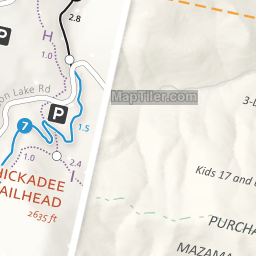 P
2.8
H
on Lake Rd
MapTiler.com
3-D
P
7
1.5
1.0
2.4
1.0
I
Kids 17 and u
HICKADEE
AILHEAD
2635 ft
PURCHA
MAZAMA